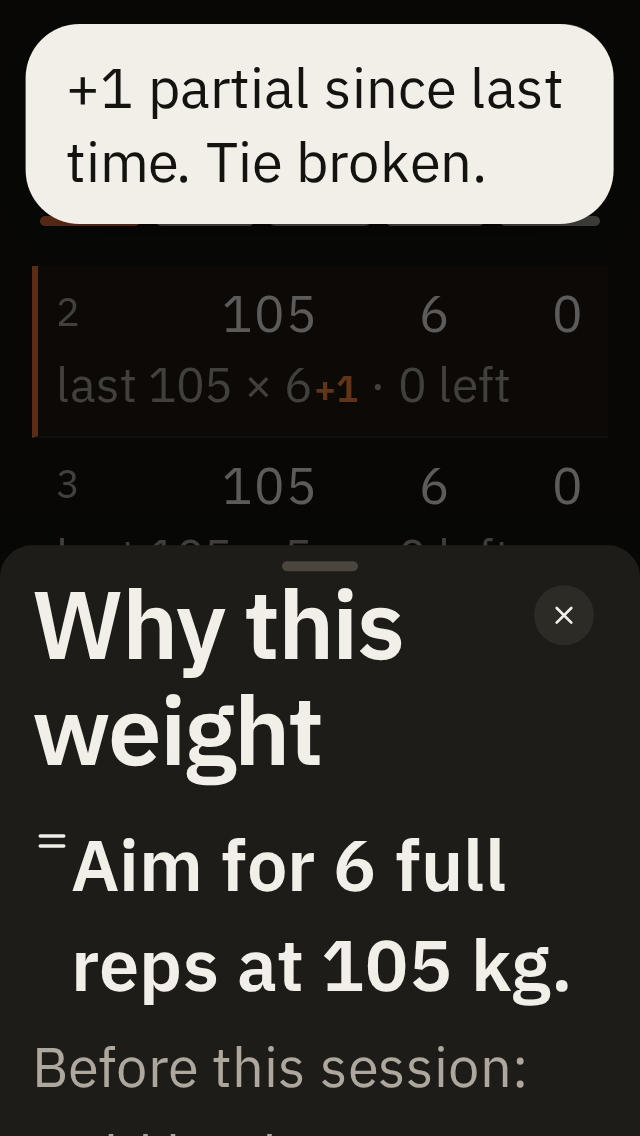 +1 partial since last
time. Tie broken.
2 105 6 0
last 105 × 6+1 · 0 left
3 105 6 0
Why this
weight
= Aim for 6 full
reps at 105 kg.
Before this session: